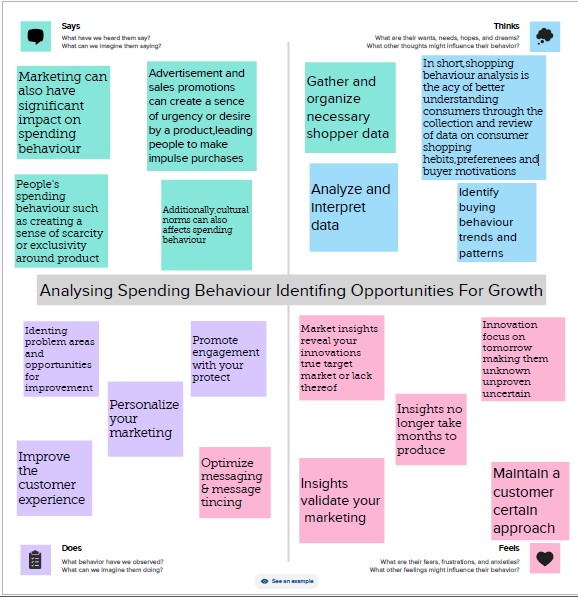 Says
What have we heard them say?
What can we imagine them saying?
Thinks
What are their wants, needs, hopes, and dreams?
What other thoughts might influence their behavior?
Marketing can
also have
significant
impact on
spending
behaviour
Advertisement and
sales promotions
can create a sence
of urgency or desire
by a product,leading
people to make
impulse purchases
People's
spending
behaviour such
as creating a
sense of scarcity
or exclusivity
around product
Additionally,cultural
norms can also
affects spending
behaviour
Gather and
organize
necessary
shopper data
In short,shopping
behaviour analysis is
the acy of better
understanding
consumers through the
collection and review
of data on consumer
shopping
hebits,preferenees and
buyer motivations
Analyze and
interpret
data
Identify
buying
behaviour
trends and
patterns
Analysing Spending Behaviour Identifing Opportunities For Growth
Identing
problem areas
and
opportunities
for
improvement
Promote
engagement
with your
protect
Personalize
your
marketing
Improve
the
customer
experience
Optimize
messaging
& message
tincing
Market insights
reveal your
innovations
true target
market or lack
thereof
Innovation
focus on
tomorrow
making them
unknown
unproven
uncertain
Insights no
longer take
months to
produce
Insights
validate your
marketing
Maintain a
customer
certain
approach
Does
What behavior have we observed?
What can we imagine them doing?
See an example
Feels
What are their fears, frustrations, and anxieties?
What other feelings might influence their behavior?